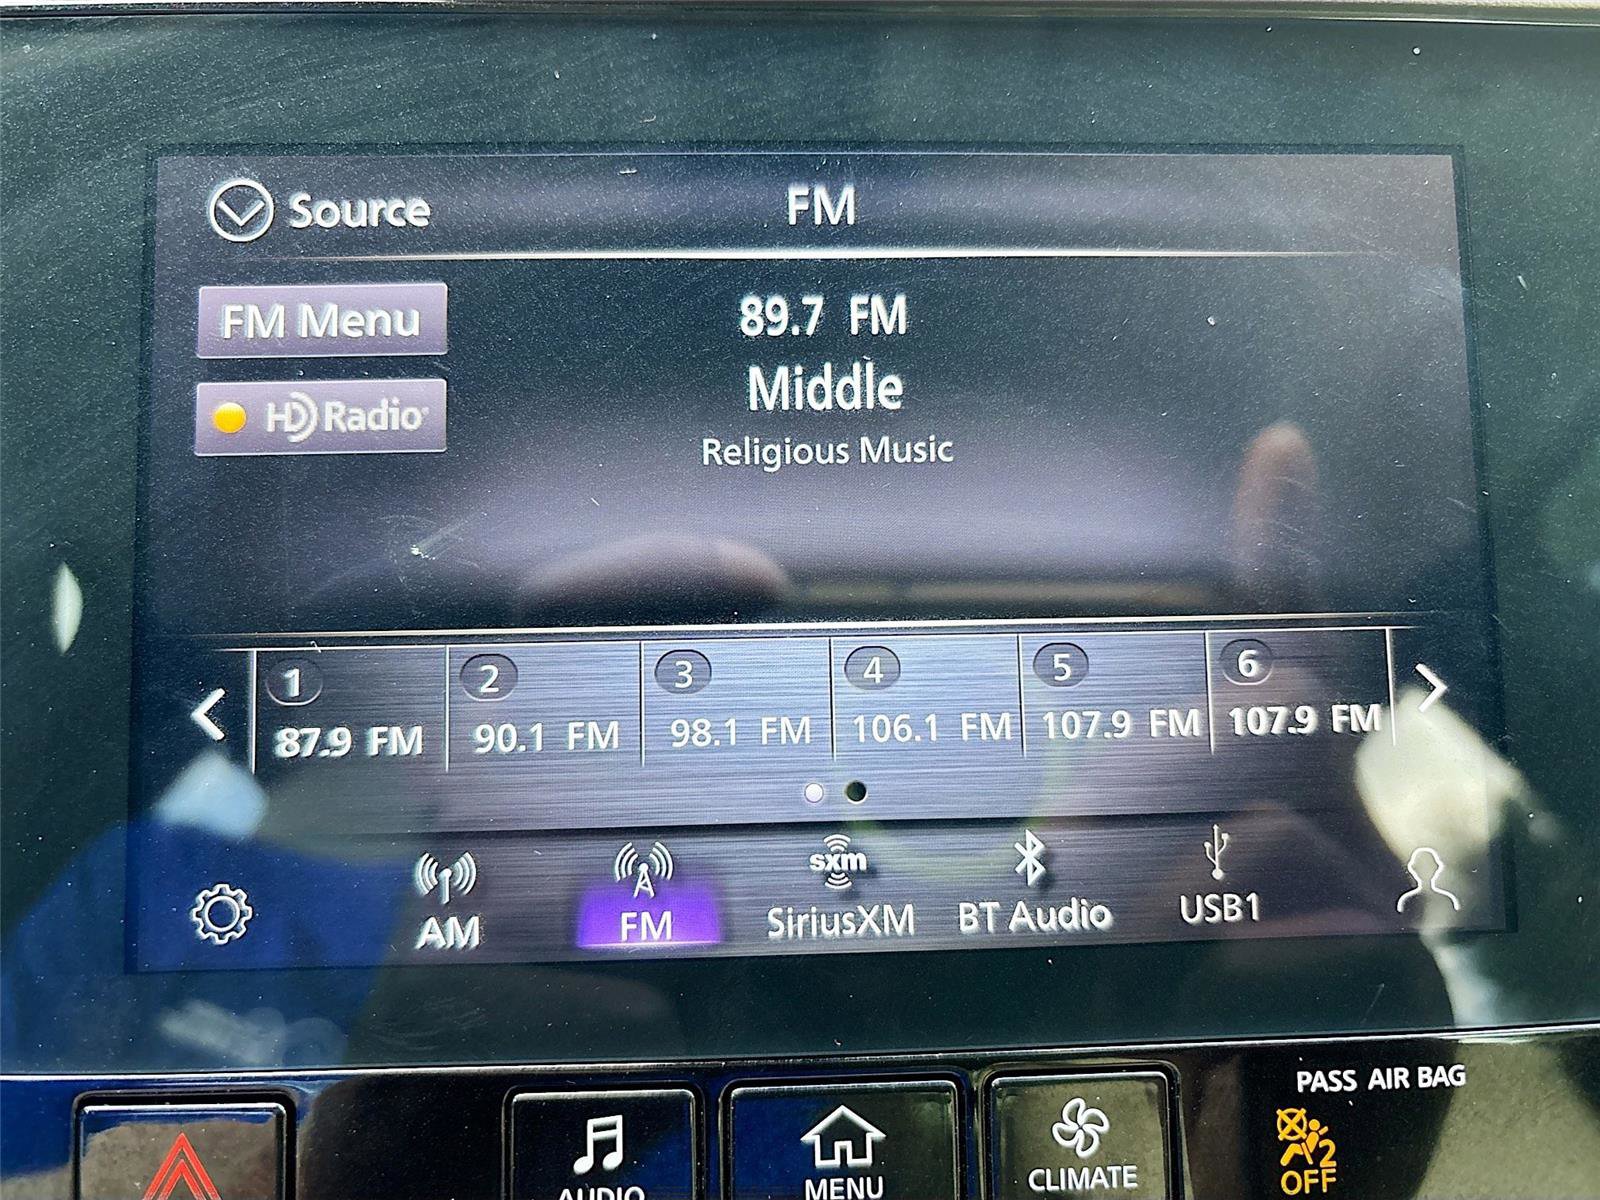 Source
FM
FM Menu
HD Radio
89.7 FM
Middle
Religious Music
1 2 3 4 5 6
87.9 FM 90.1 FM 98.1 FM 106.1 FM 107.9 FM 107.9 FM
sxm
AM FM SiriusXM BT Audio USB1
PASS AIR BAG
2
OFF
AUDIO MENU CLIMATE